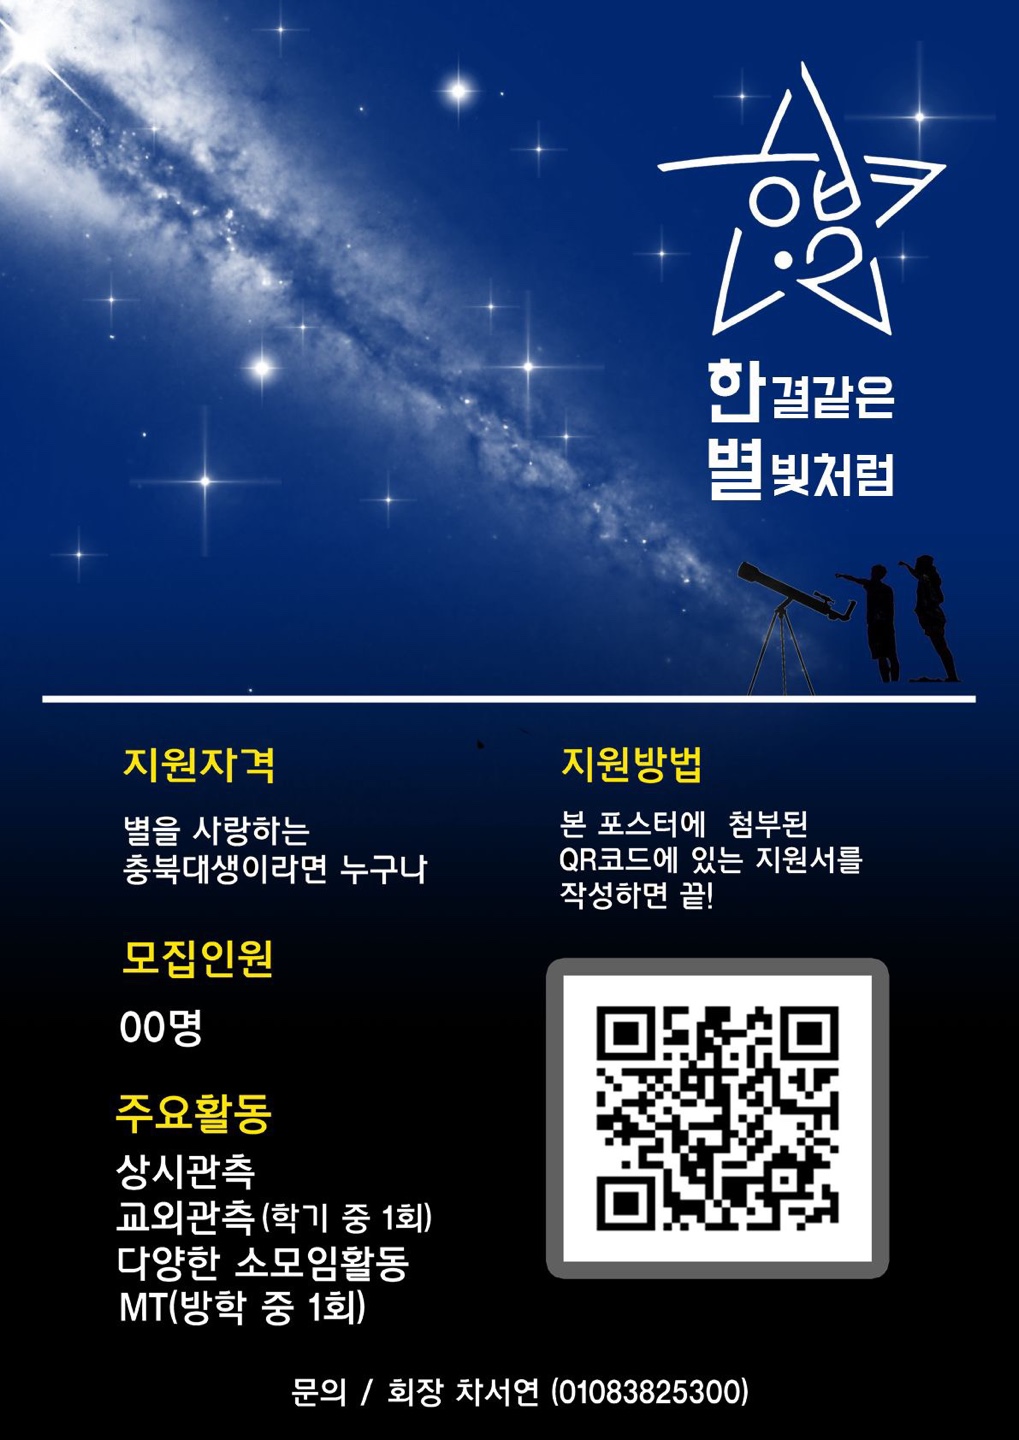 한결같은
별빛처럼
지원자격
별을 사랑하는
충북대생이라면 누구나
모집인원
00명
주요활동
상시관측
교외관측(학기 중 1회)
다양한 소모임활동
MT(방학 중 1회)
지원방법
본 포스터에 첨부된
QR코드에 있는 지원서를
작성하면 끝!
문의 / 회장 차서연 (01083825300)